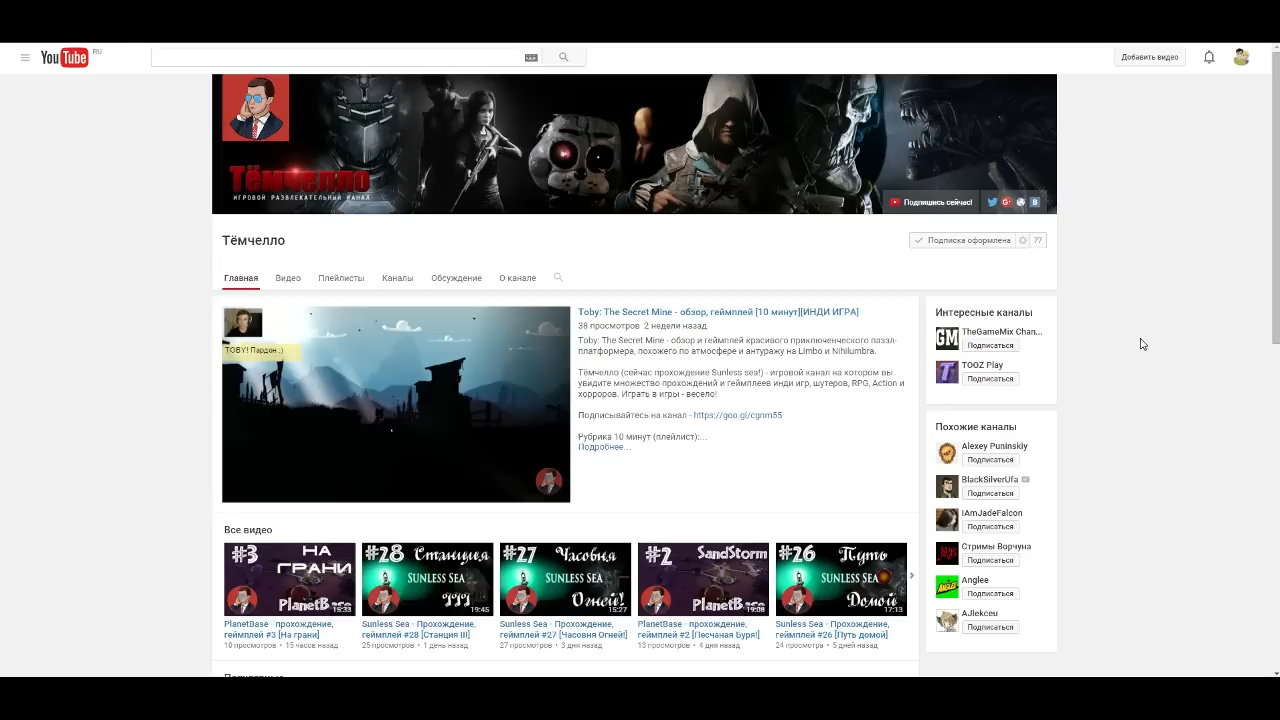 YouTube RU
Добавить видео
Тёмчелло
ИГРОВОЙ РАЗВЛЕКАТЕЛЬНЫЙ КАНАЛ
Подпишись сейчас!
Тёмчелло
Подписка оформлена 77
Главная Видео Плейлисты Каналы Обсуждение О канале
TOBY! Пардон :)
Toby: The Secret Mine - обзор, геймплей [10 минут][ИНДИ ИГРА]
38 просмотров 2 недели назад
Toby: The Secret Mine - обзор и геймплей красивого приключенческого паззл-
платформера, похожего по атмосфере и антуражу на Limbo и Nihilumbra.
Тёмчелло (сейчас прохождение Sunless sea!) - игровой канал на котором вы
увидите множество прохождений и геймплеев инди игр, шутеров, RPG, Action и
хорроров. Играть в игры - весело!
Подписывайтесь на канал - https://goo.gl/cgnm55
Рубрика 10 минут (плейлист):...
Подробнее...
Интересные каналы
GM
TheGameMix Chan...
Подписаться
TOOZ Play
Подписаться
Похожие каналы
Alexey Puninskiy
Подписаться
BlackSilverUfa
Подписаться
IAmJadeFalcon
Подписаться
Стримы Ворчуна
Подписаться
Anglee
Подписаться
AJlekceu
Подписаться
Все видео
#3 НА ГРАНИ PlanetBase 15:33
PlanetBase - прохождение,
геймплей #3 [На грани]
10 просмотров • 15 часов назад
#28 Станция III SUNLESS SEA 19:45
Sunless Sea - Прохождение,
геймплей #28 [Станция III]
25 просмотров • 1 день назад
#27 Часовня Огней! SUNLESS SEA 15:27
Sunless Sea - Прохождение,
геймплей #27 [Часовня Огней!]
27 просмотров • 3 дня назад
#2 SandStorm PlanetBase 19:08
PlanetBase - прохождение,
геймплей #2 [Песчаная Буря!]
13 просмотров • 4 дня назад
#26 Путь Домой SUNLESS SEA 17:13
Sunless Sea - Прохождение,
геймплей #26 [Путь домой]
24 просмотра • 5 дней назад